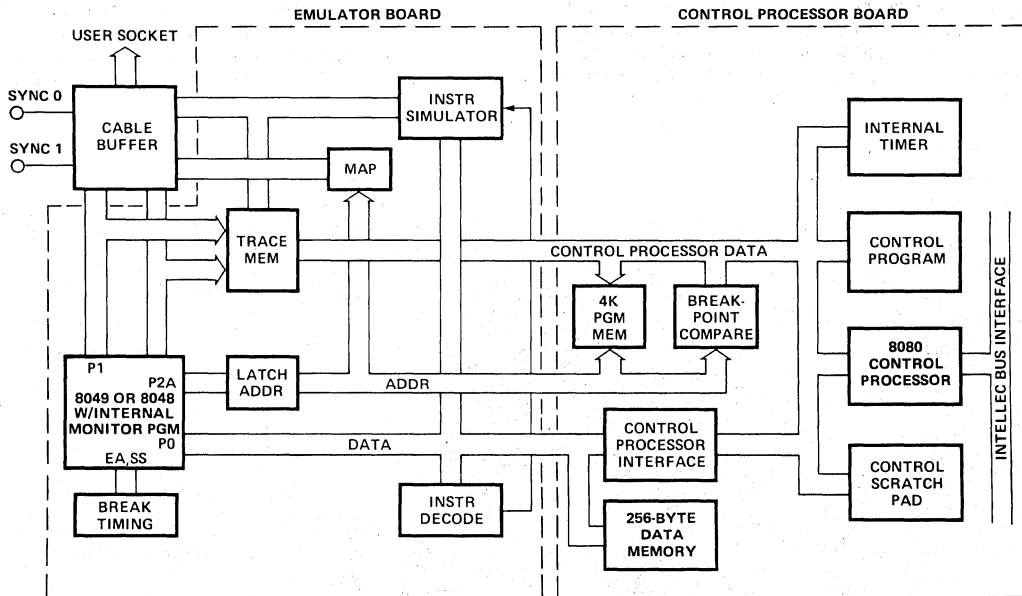 EMULATOR BOARD
CONTROL PROCESSOR BOARD
USER SOCKET
SYNC 0
SYNC 1
CABLE
BUFFER
INSTR
SIMULATOR
MAP
TRACE
MEM
INTERNAL
TIMER
CONTROL PROCESSOR DATA
CONTROL
PROGRAM
4K
PGM
MEM
BREAK-
POINT
COMPARE
8080
CONTROL
PROCESSOR
INTELLEC BUS INTERFACE
P1
P2A
8049 OR 8048
W/INTERNAL
MONITOR PGM
P0
EA,SS
LATCH
ADDR
ADDR
DATA
CONTROL
PROCESSOR
INTERFACE
CONTROL
SCRATCH
PAD
BREAK
TIMING
INSTR
DECODE
256-BYTE
DATA
MEMORY